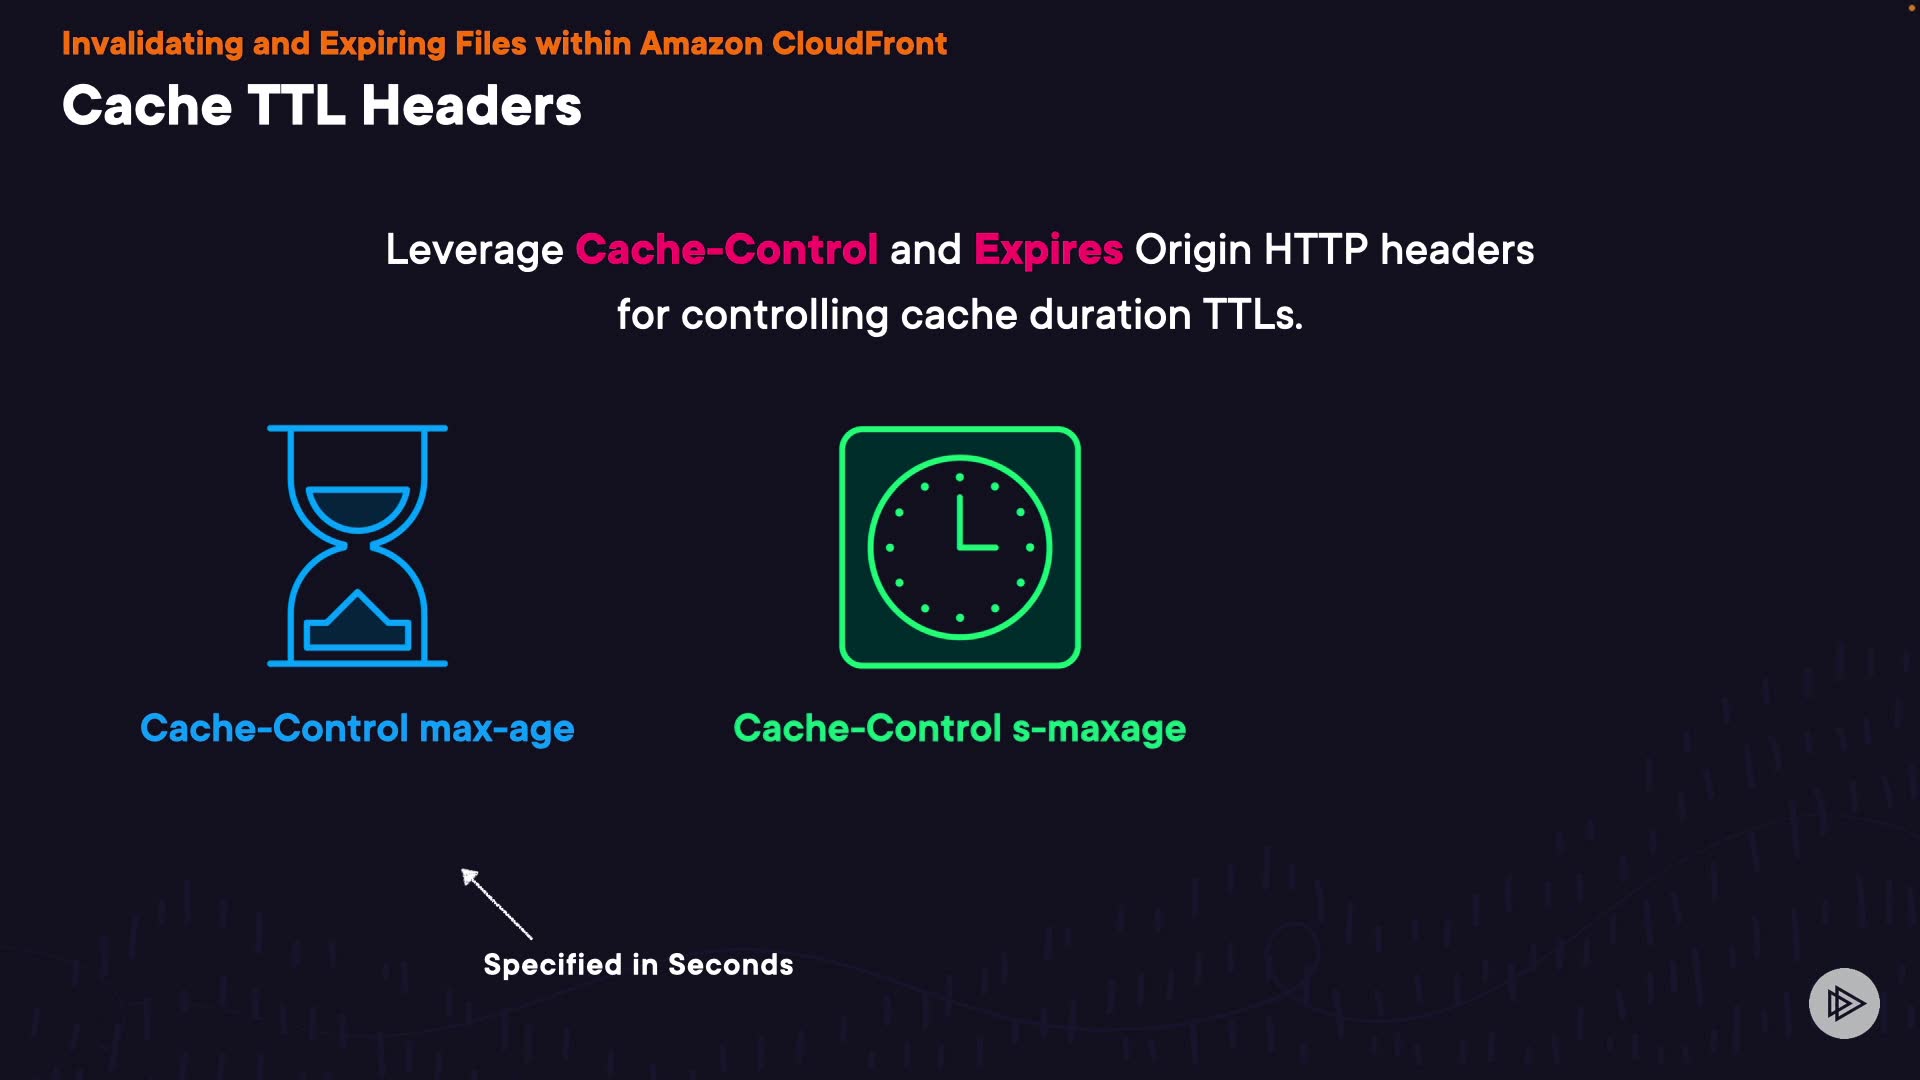 Invalidating and Expiring Files within Amazon CloudFront
Cache TTL Headers
Leverage Cache-Control and Expires Origin HTTP headers
for controlling cache duration TTLs.
Cache-Control max-age
Cache-Control s-maxage
Specified in Seconds